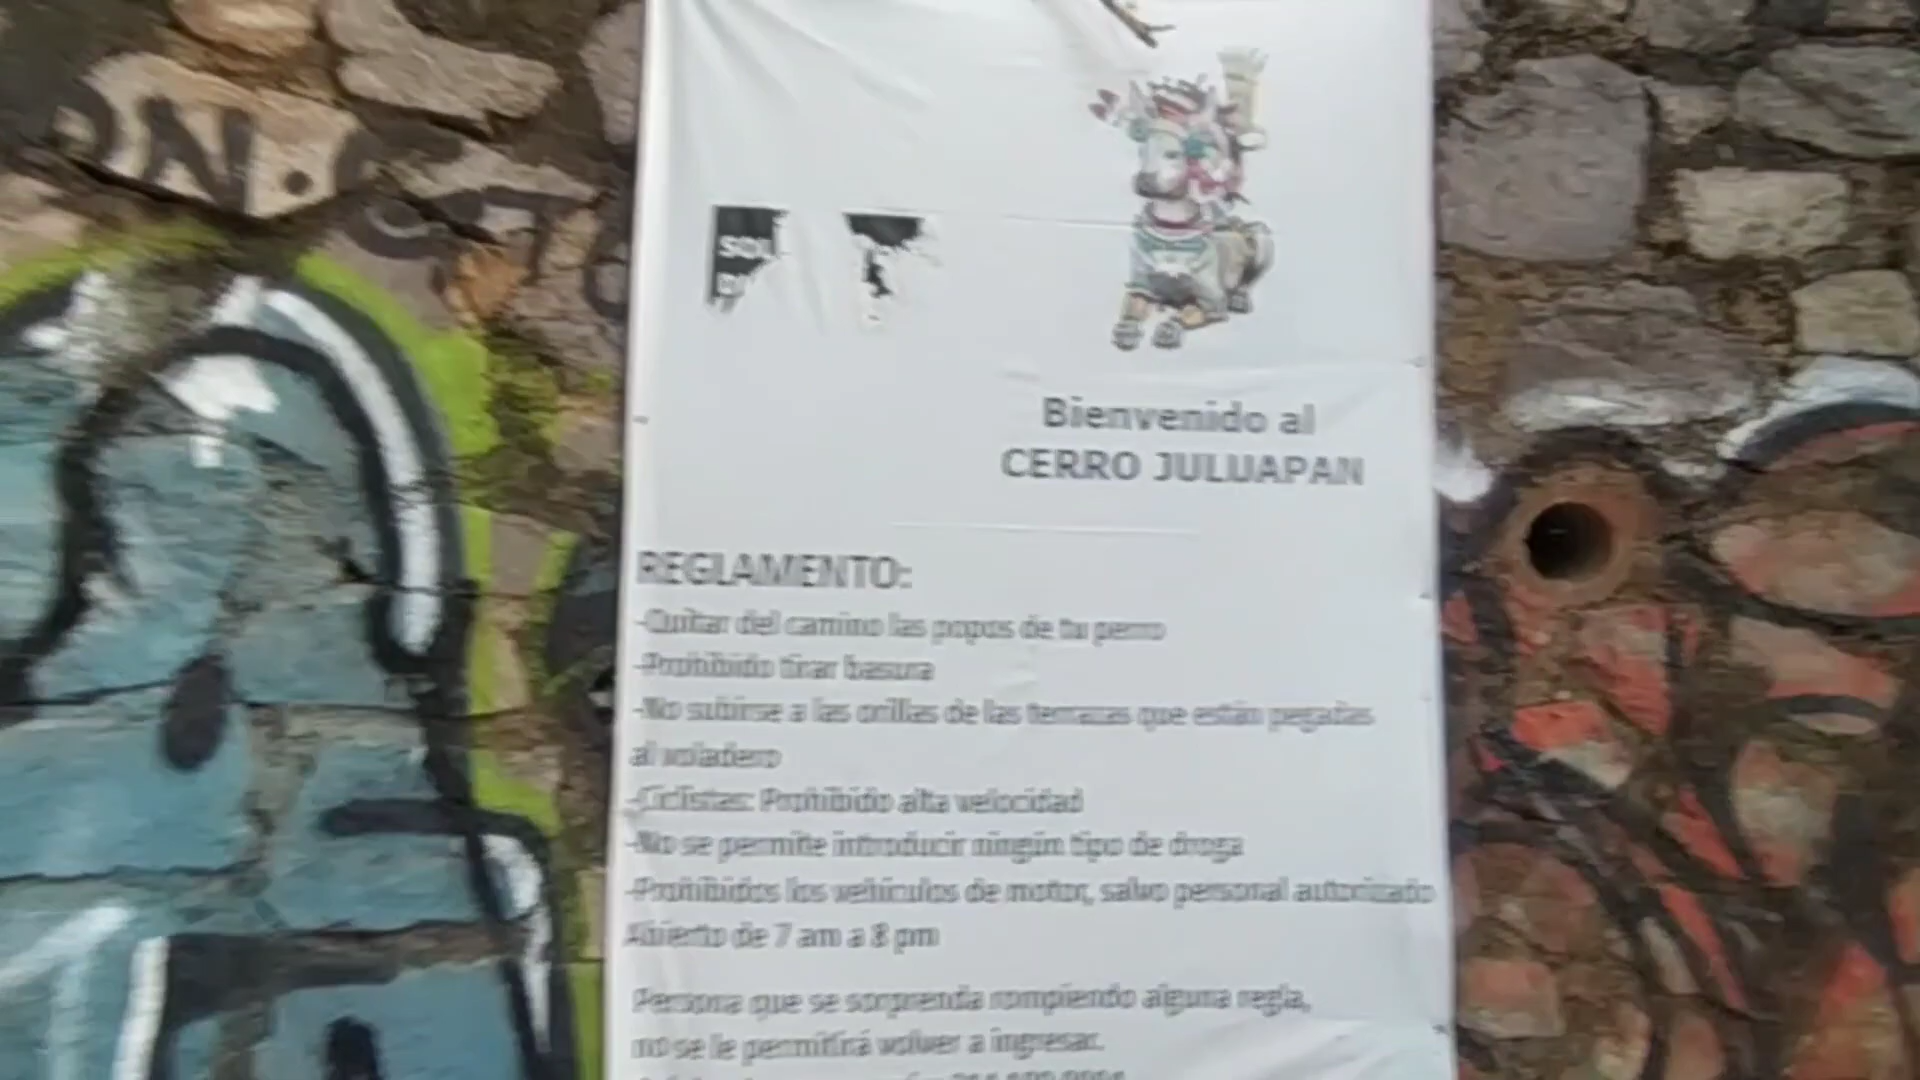 Bienvenido al
CERRO JULUAPAN
REGLAMENTO:
-Quitar del camino las popos de tu perro
-Prohibido tirar basura
-No subirse a las orillas de las terrazas que están pegadas
al voladero
-Ciclistas: Prohibido alta velocidad
-No se permite introducir ningún tipo de droga
-Prohibidos los vehículos de motor, salvo personal autorizado
Abierto de 7 am a 8 pm
Persona que se sorprenda rompiendo alguna regla,
no se le permitirá volver a ingresar.